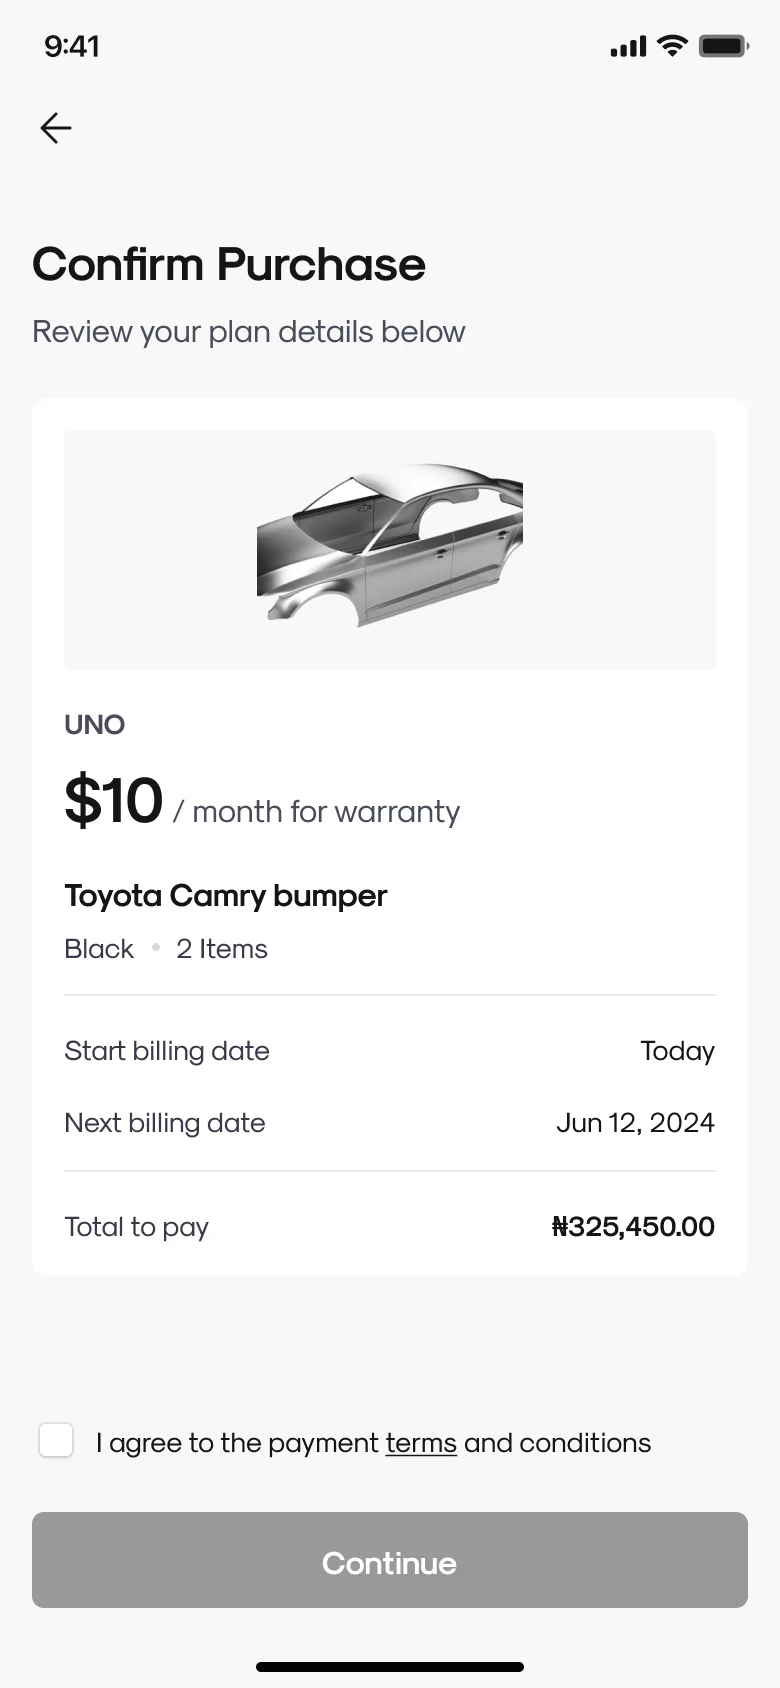 9:41
Confirm Purchase
Review your plan details below
UNO
$10 / month for warranty
Toyota Camry bumper
Black • 2 Items
Start billing date Today
Next billing date Jun 12, 2024
Total to pay ₦325,450.00
I agree to the payment terms and conditions
Continue